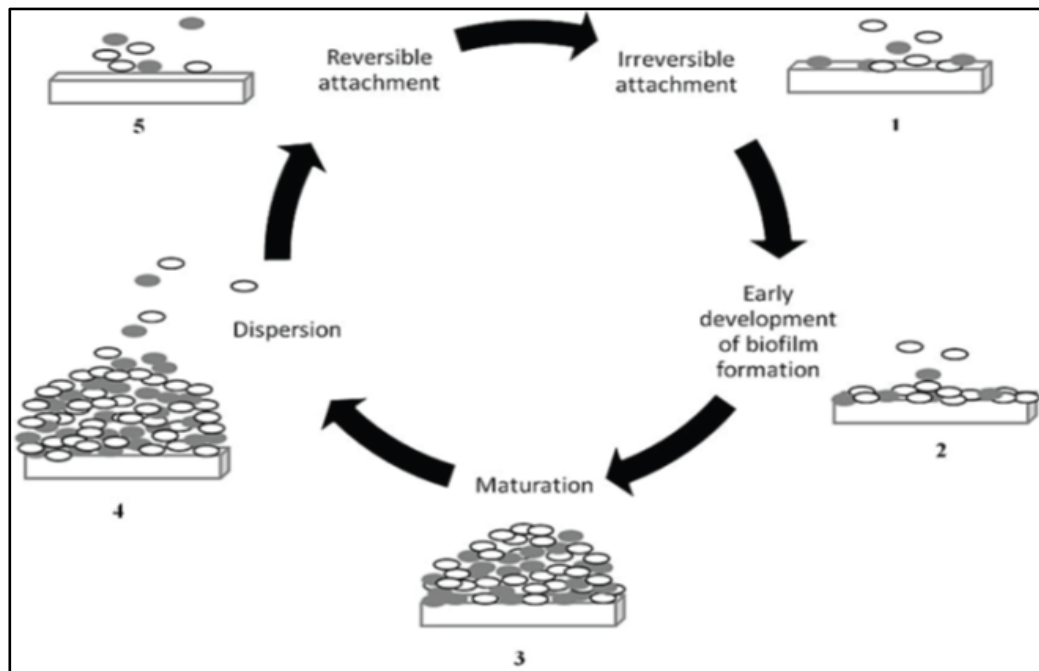 Reversible
attachment
5
Irreversible
attachment
1
Early
development
of biofilm
formation
2
Maturation
3
Dispersion
4